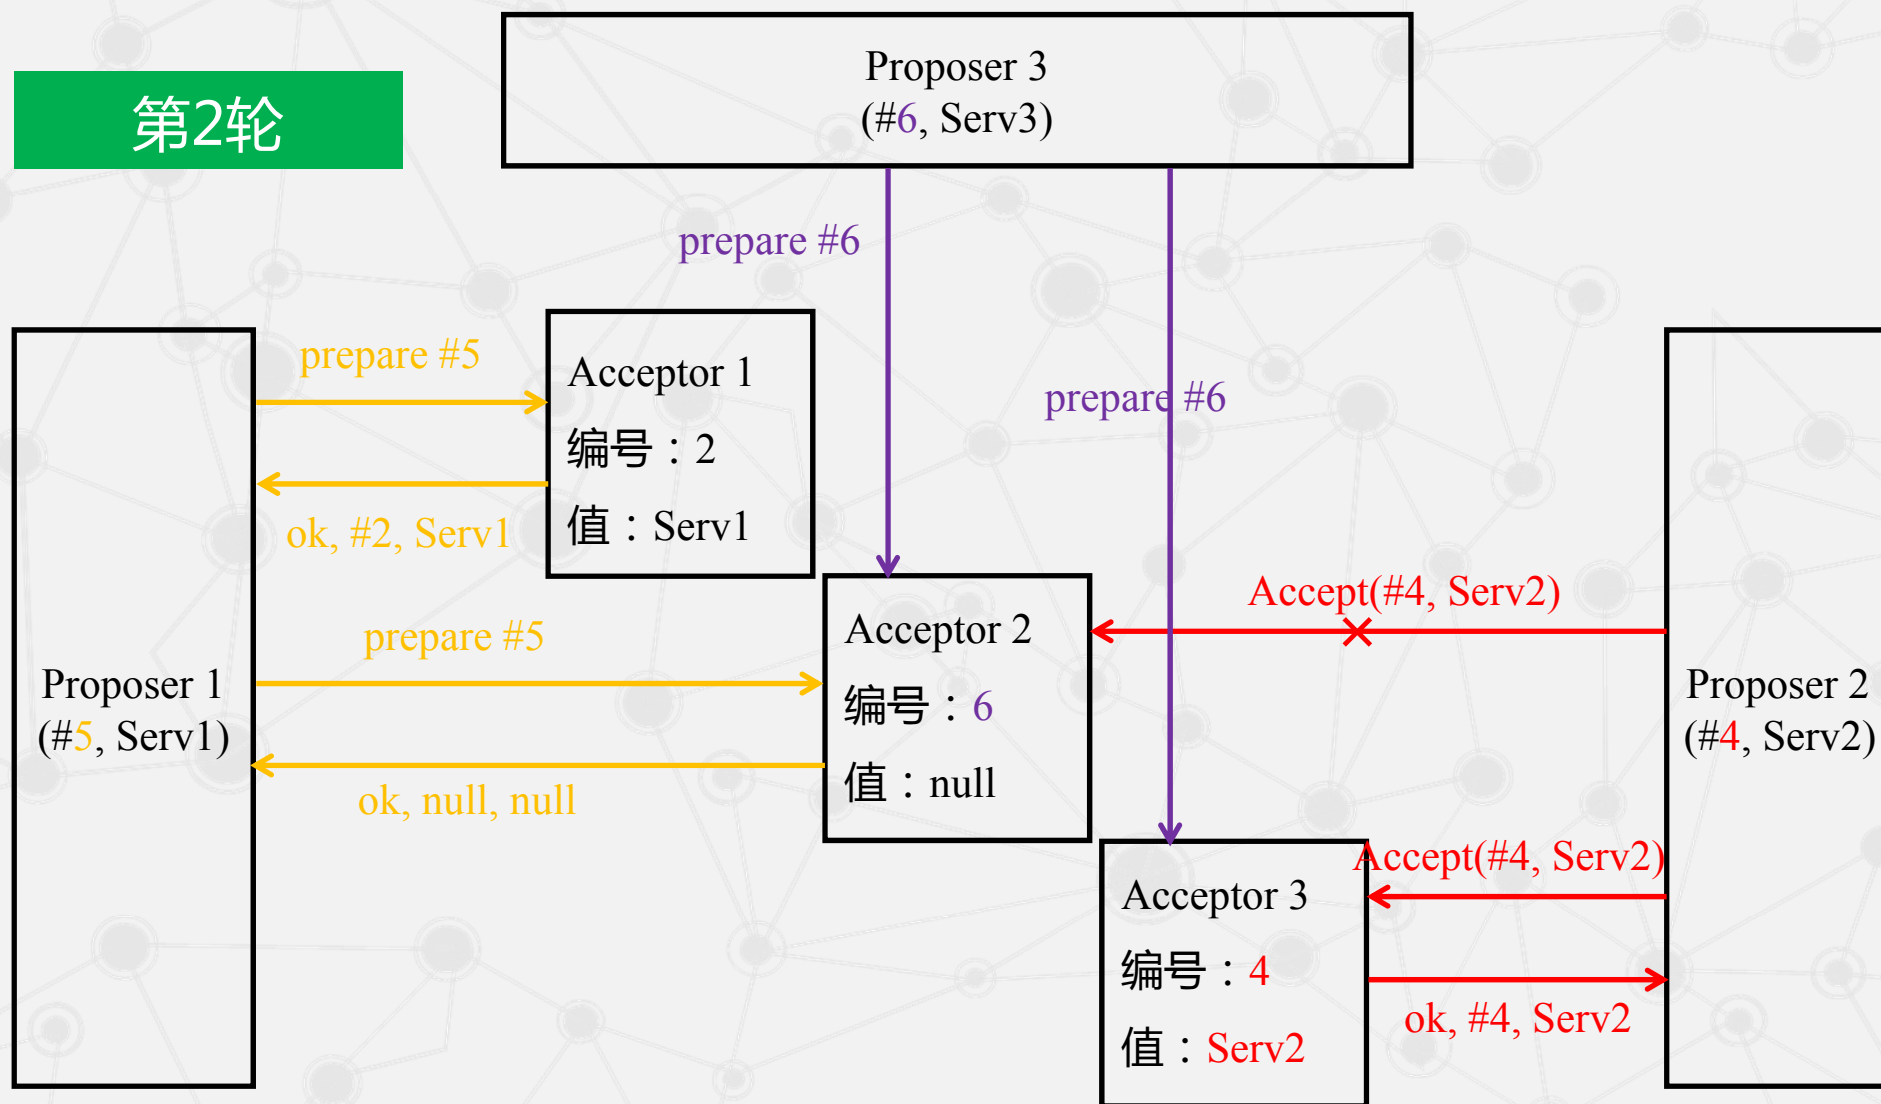 Proposer 3
(#6, Serv3)
第2轮
prepare #6
prepare #5
Acceptor 1
编号：2
值：Serv1
ok, #2, Serv1
prepare #6
Accept(#4, Serv2)
prepare #5
Acceptor 2
编号：6
值：null
ok, null, null
Proposer 1
(#5, Serv1)
Proposer 2
(#4, Serv2)
Accept(#4, Serv2)
Acceptor 3
编号：4
值：Serv2
ok, #4, Serv2